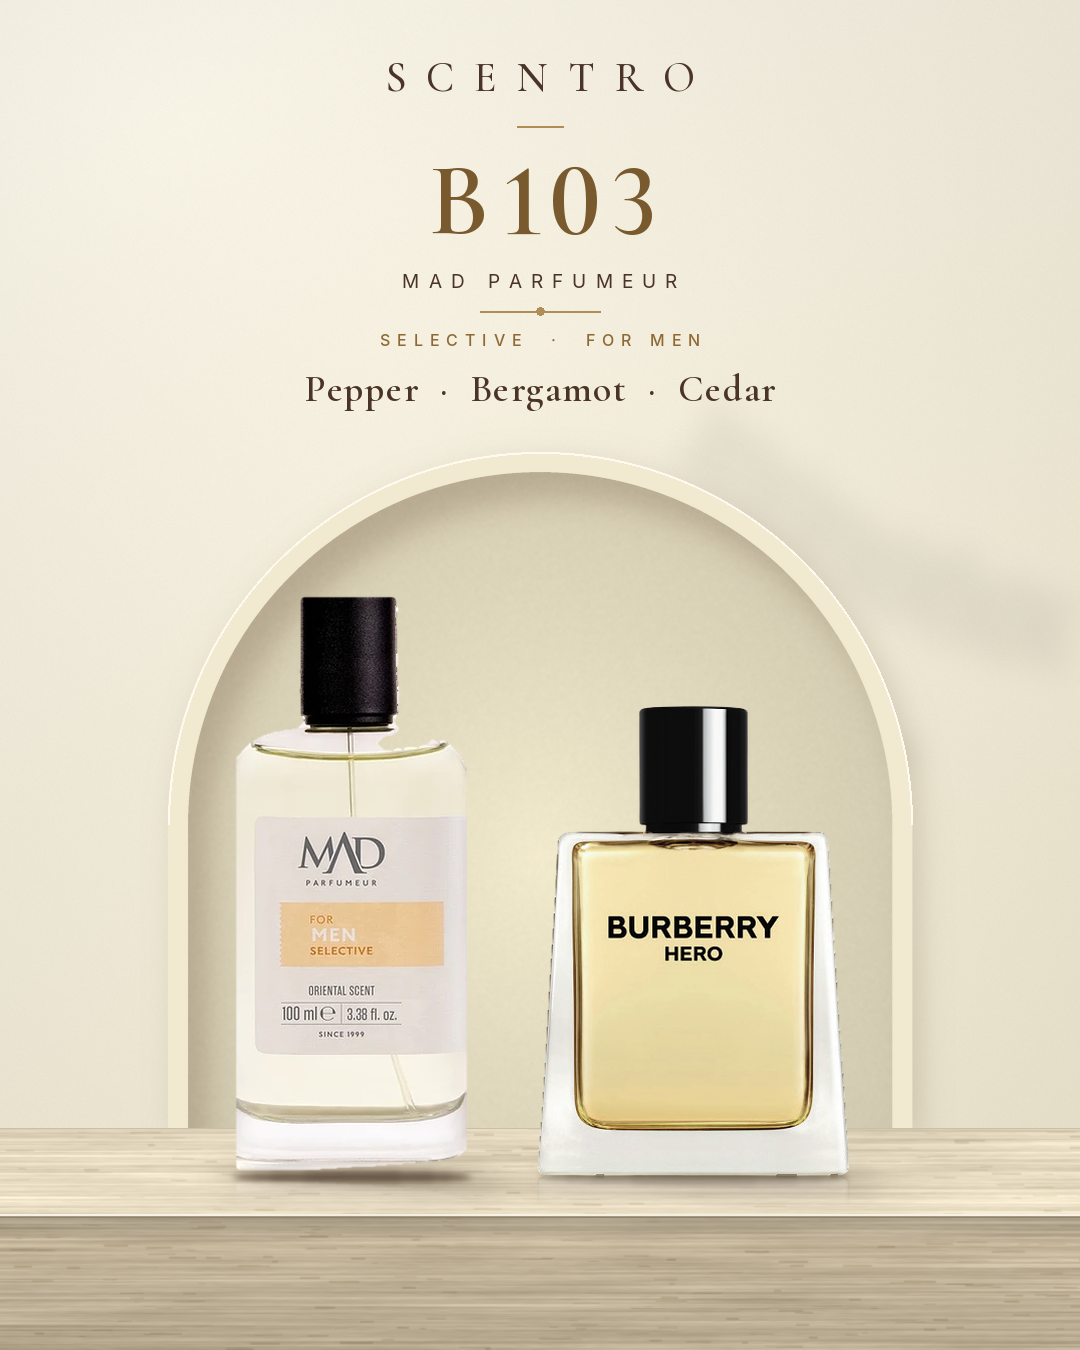 SCENTRO
B103
MAD PARFUMEUR
SELECTIVE · FOR MEN
Pepper · Bergamot · Cedar
MAD
PARFUMEUR
FOR
MEN
SELECTIVE
ORIENTAL SCENT
100 ml ℮ 3.38 fl. oz.
SINCE 1999
BURBERRY
HERO